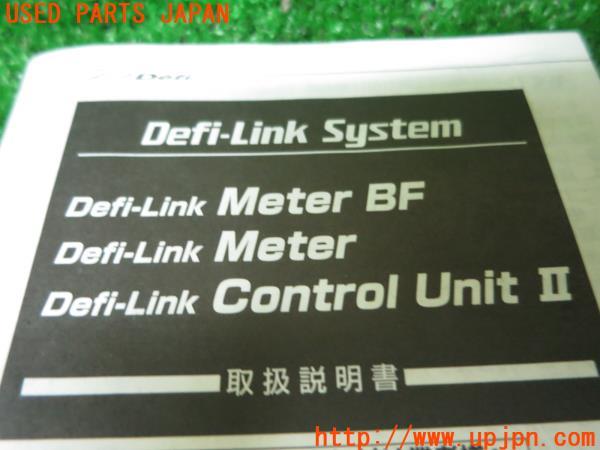 USED PARTS JAPAN
Defi
Defi-Link System
Defi-Link Meter BF
Defi-Link Meter
Defi-Link Control Unit II
取扱説明書
http://www.upjpn.com